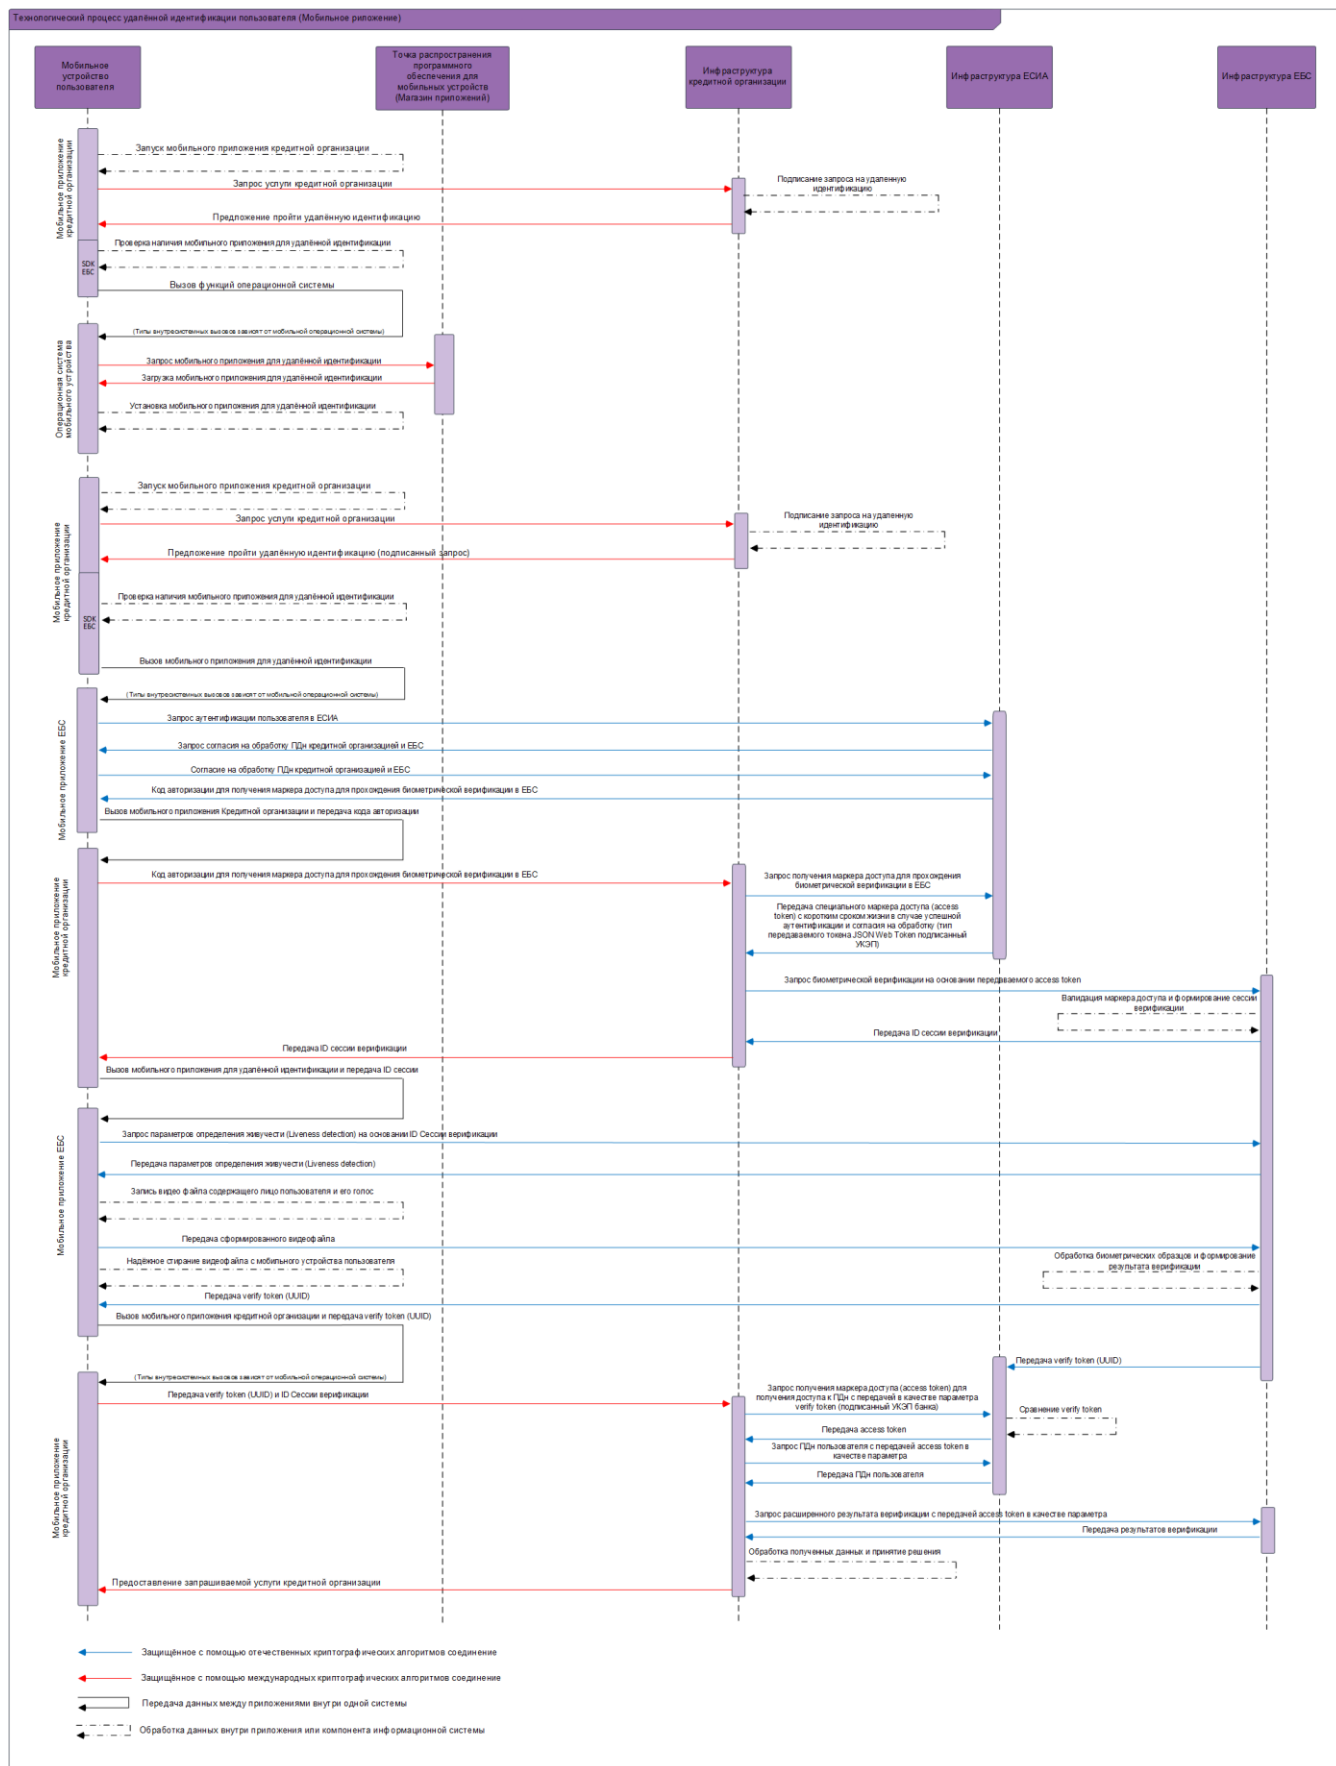 Технологический процесс удалённой идентификации пользователя (Мобильное риложение)
Мобильное
устройство
пользователя
Точка распространения
программного
обеспечения для
мобильных устройств
(Магазин приложений)
Инфраструктура
кредитной организации
Инфраструктура ЕСИА
Инфраструктура ЕБС
Мобильное приложение
кредитной организации
Запуск мобильного приложения кредитной организации
Запрос услуги кредитной организации
Подписание запроса на удаленную
идентификацию
Предложение пройти удалённую идентификацию
SDK
ЕБС
Проверка наличия мобильного приложения для удалённой идентификации
Вызов функций операционной системы
(Типы внутресистемных вызовов зависят от мобильной операционной системы)
Операционная система
мобильного устройства
Запрос мобильного приложения для удалённой идентификации
Загрузка мобильного приложения для удалённой идентификации
Установка мобильного приложения для удалённой идентификации
Мобильное приложение
кредитной организации
Запуск мобильного приложения кредитной организации
Запрос услуги кредитной организации
Подписание запроса на удаленную
идентификацию
Предложение пройти удалённую идентификацию (подписанный запрос)
SDK
ЕБС
Проверка наличия мобильного приложения для удалённой идентификации
Вызов мобильного приложения для удалённой идентификации
(Типы внутресистемных вызовов зависят от мобильной операционной системы)
Мобильное приложение ЕБС
Запрос аутентификации пользователя в ЕСИА
Запрос согласия на обработку ПДн кредитной организацией и ЕБС
Согласие на обработку ПДн кредитной организацией и ЕБС
Код авторизации для получения маркера доступа для прохождения биометрической верификации в ЕБС
Вызов мобильного приложения Кредитной организации и передача кода авторизации
Мобильное приложение
кредитной организации
Код авторизации для получения маркера доступа для прохождения биометрической верификации в ЕБС
Запрос получения маркера доступа для прохождения
биометрической верификации в ЕБС
Передача специального маркера доступа (access
token) с коротким сроком жизни в случае успешной
аутентификации и согласия на обработку (тип
передаваемого токена JSON Web Token подписанный
УКЭП)
Запрос биометрической верификации на основании передаваемого access token
Валидация маркера доступа и формирование сессии
верификации
Передача ID сессии верификации
Передача ID сессии верификации
Вызов мобильного приложения для удалённой идентификации и передача ID сессии
Мобильное приложение ЕБС
Запрос параметров определения живучести (Liveness detection) на основании ID Сессии верификации
Передача параметров определения живучести (Liveness detection)
Запись видео файла содержащего лицо пользователя и его голос
Передача сформированного видеофайла
Надёжное стирание видеофайла с мобильного устройства пользователя
Обработка биометрических образцов и формирование
результата верификации
Передача verify token (UUID)
Вызов мобильного приложения кредитной организации и передача verify token (UUID)
Передача verify token (UUID)
(Типы внутресистемных вызовов зависят от мобильной операционной системы)
Мобильное приложение
кредитной организации
Передача verify token (UUID) и ID Сессии верификации
Запрос получения маркера доступа (access token) для
получения доступа к ПДн с передачей в качестве параметра
verify token (подписанный УКЭП банка)
Сравнение verify token
Передача access token
Запрос ПДн пользователя с передачей access token в
качестве параметра
Передача ПДн пользователя
Запрос расширенного результата верификации с передачей access token в качестве параметра
Передача результатов верификации
Обработка полученных данных и принятие решения
Предоставление запрашиваемой услуги кредитной организации
Защищённое с помощью отечественных криптографических алгоритмов соединение
Защищённое с помощью международных криптографических алгоритмов соединение
Передача данных между приложениями внутри одной системы
Обработка данных внутри приложения или компонента информационной системы